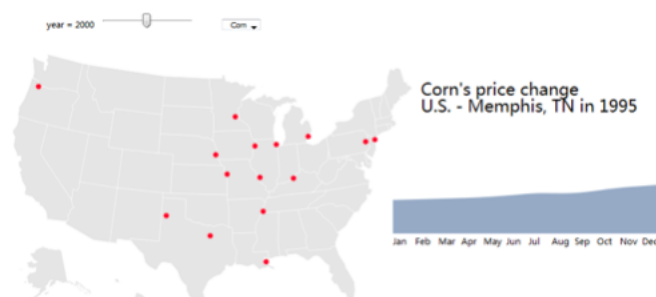 year = 2000
Corn
Corn's price change
U.S. - Memphis, TN in 1995
Jan Feb Mar Apr May Jun Jul Aug Sep Oct Nov Dec